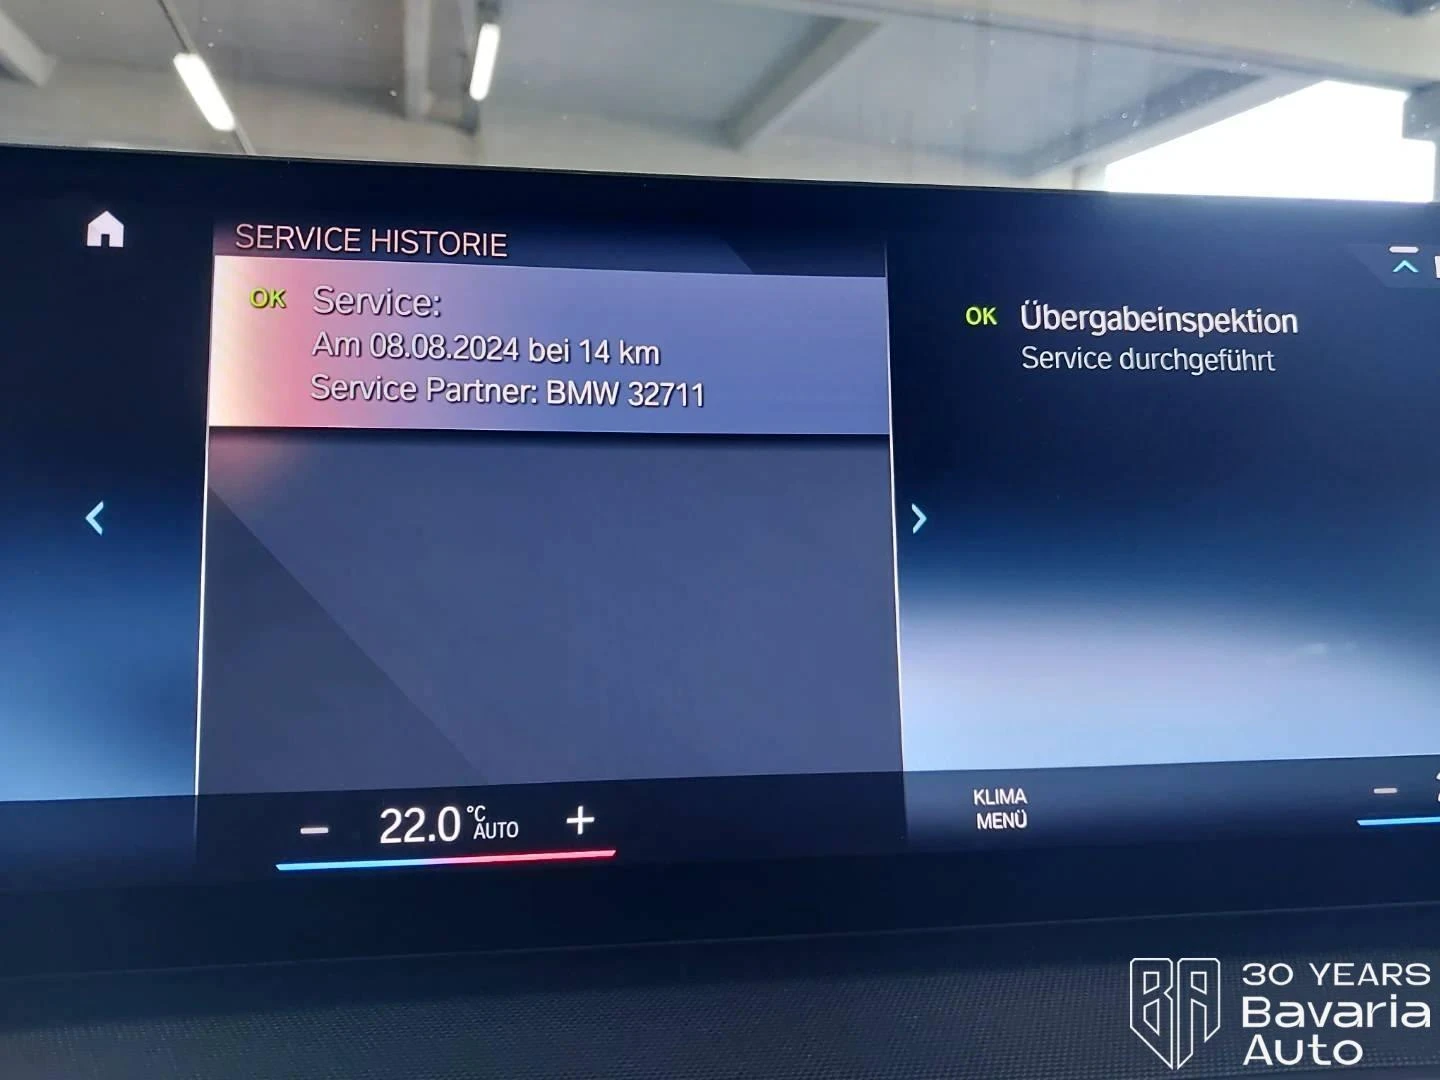 SERVICE HISTORIE
OK Service:
Am 08.08.2024 bei 14 km
Service Partner: BMW 32711
OK Übergabeinspektion
Service durchgeführt
22.0 °C AUTO
KLIMA
MENÜ
BA
30 YEARS
Bavaria
Auto